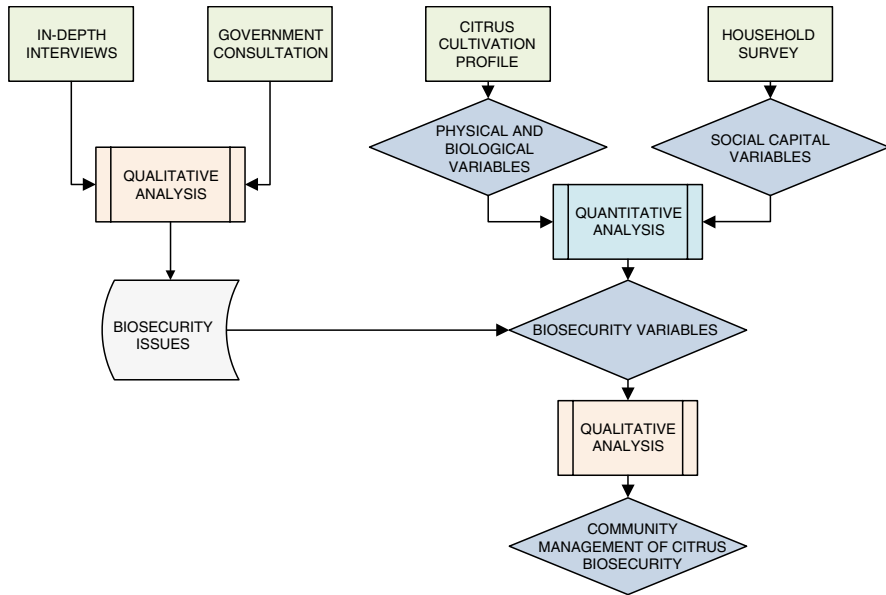 IN-DEPTH
INTERVIEWS
GOVERNMENT
CONSULTATION
CITRUS
CULTIVATION
PROFILE
HOUSEHOLD
SURVEY
PHYSICAL AND
BIOLOGICAL
VARIABLES
SOCIAL CAPITAL
VARIABLES
QUALITATIVE
ANALYSIS
QUANTITATIVE
ANALYSIS
BIOSECURITY
ISSUES
BIOSECURITY VARIABLES
QUALITATIVE
ANALYSIS
COMMUNITY
MANAGEMENT OF CITRUS
BIOSECURITY